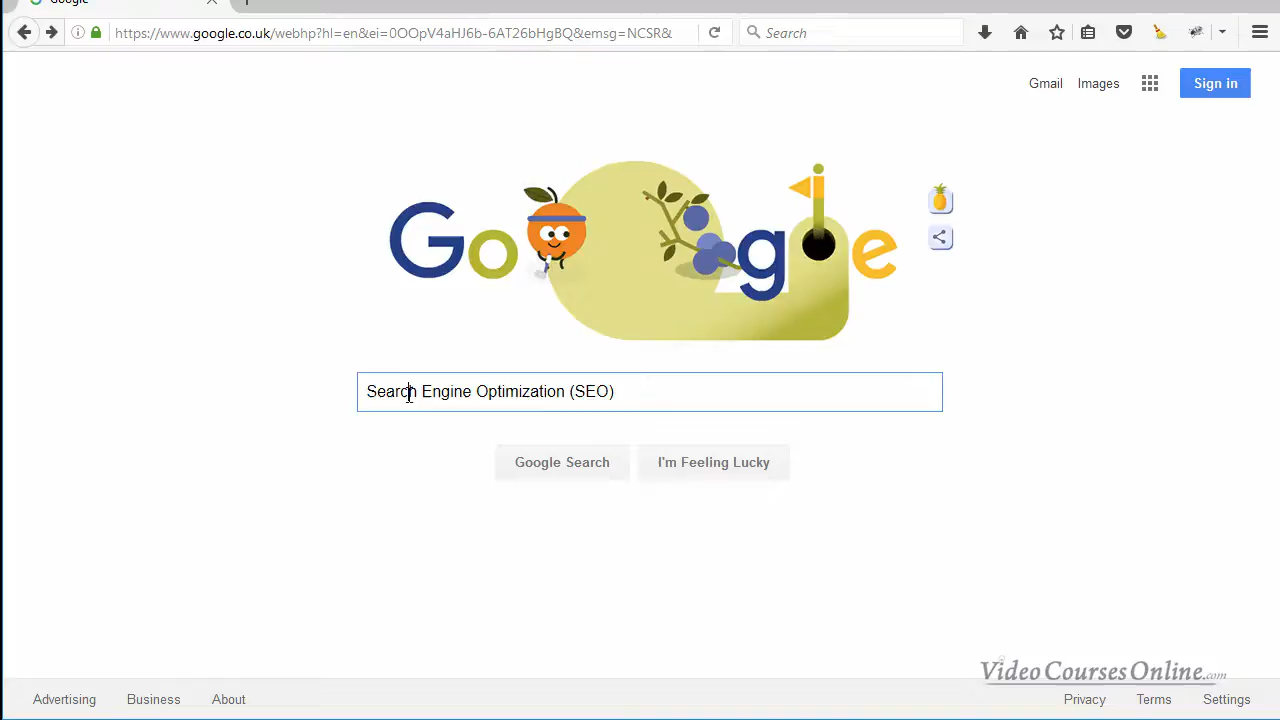 Google
https://www.google.co.uk/webhp?hl=en&ei=0OOpV4aHJ6b-6AT26bHgBQ&emsg=NCSR&
Search
Gmail
Images
Sign in
Go g e
Search Engine Optimization (SEO)
Google Search
I'm Feeling Lucky
VideoCoursesOnline.com
Advertising
Business
About
Privacy
Terms
Settings